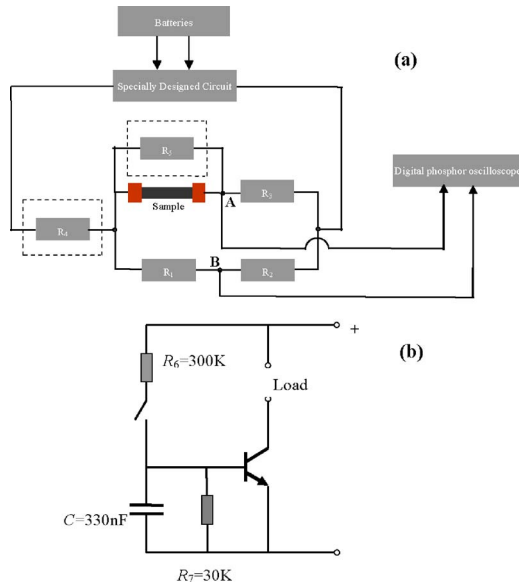 Batteries
(a)
Specially Designed Circuit
R5
Digital phosphor oscilloscope
Sample
A
R3
R4
B
R1
R2
(b)
+
R6=300K
Load
C=330nF
R7=30K